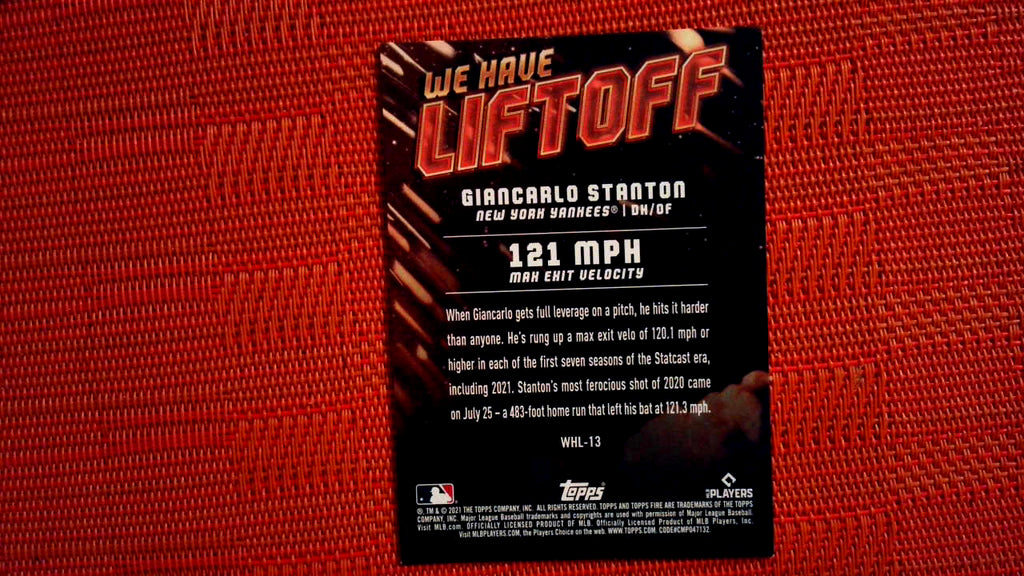 WE HAVE
LIFTOFF
GIANCARLO STANTON
NEW YORK YANKEES® | DH/OF
121 MPH
MAX EXIT VELOCITY
When Giancarlo gets full leverage on a pitch, he hits it harder
than anyone. He's rung up a max exit velo of 120.1 mph or
higher in each of the first seven seasons of the Statcast era,
including 2021. Stanton's most ferocious shot of 2020 came
on July 25 – a 483-foot home run that left his bat at 121.3 mph.
WHL-13
Topps®
PLAYERS
®, TM & © 2021 THE TOPPS COMPANY, INC. ALL RIGHTS RESERVED. TOPPS AND TOPPS FIRE ARE TRADEMARKS OF THE TOPPS
COMPANY, INC. Major League Baseball trademarks and copyrights are used with permission of Major League Baseball.
Visit MLB.com. OFFICIALLY LICENSED PRODUCT OF MLB. Officially Licensed Product of MLB Players, Inc.
Visit MLBPLAYERS.COM, the Players Choice on the web. WWW.TOPPS.COM. CODE#CMP047132